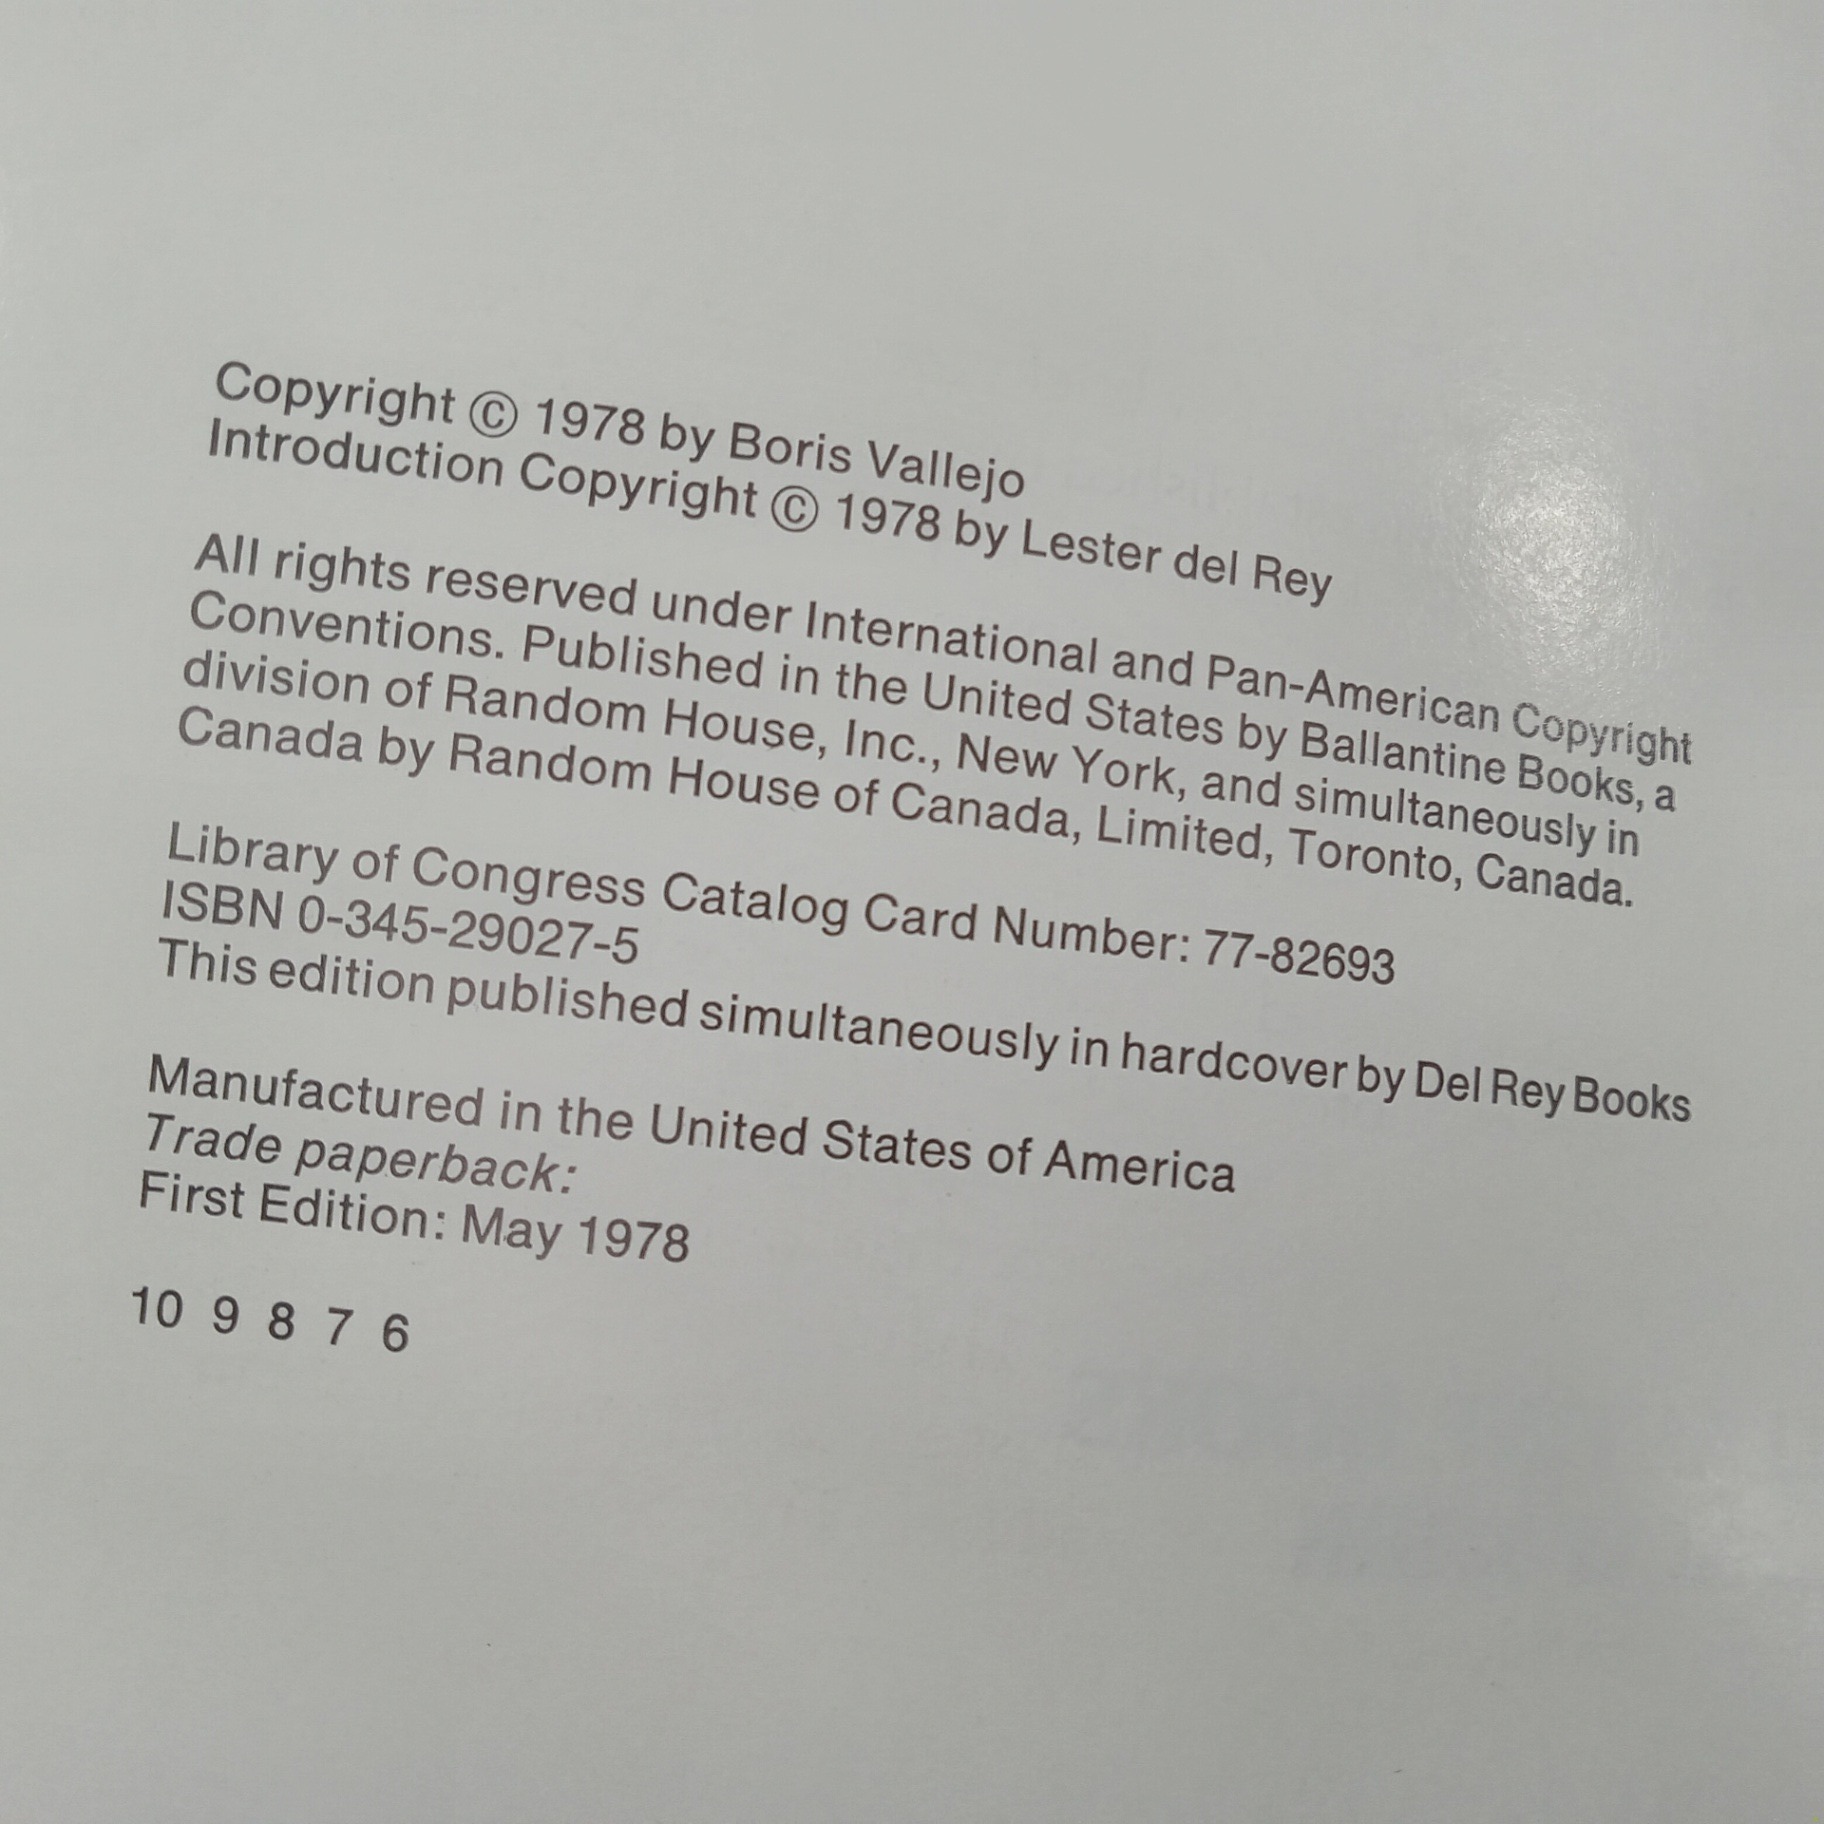 Copyright © 1978 by Boris Vallejo
Introduction Copyright © 1978 by Lester del Rey
All rights reserved under International and Pan-American Copyright
Conventions. Published in the United States by Ballantine Books, a
division of Random House, Inc., New York, and simultaneously in
Canada by Random House of Canada, Limited, Toronto, Canada.
Library of Congress Catalog Card Number: 77-82693
ISBN 0-345-29027-5
This edition published simultaneously in hardcover by Del Rey Books
Manufactured in the United States of America
Trade paperback:
First Edition: May 1978
10 9 8 7 6